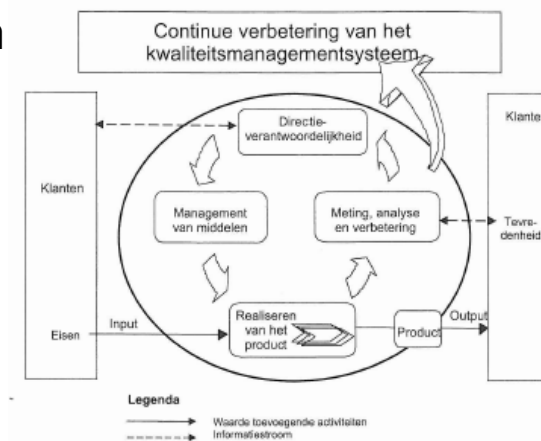 n
Continue verbetering van het
kwaliteitsmanagementsysteem
Klanten
Eisen
Input
Directie-
verantwoordelijkheid
Management
van middelen
Meting, analyse
en verbetering
Realiseren
van het
product
Product
Output
Klante
Tevre-
denheid
Legenda
Waarde toevoegende activiteiten
Informatiestroom